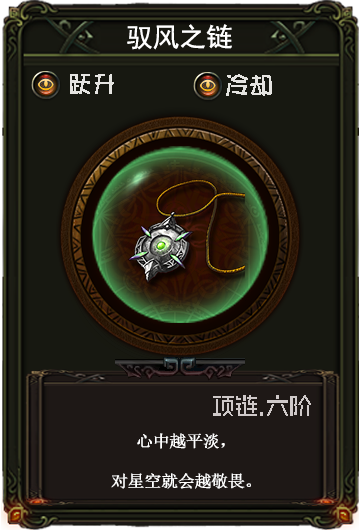 驭风之链
跃升 冷却
项链.六阶
心中越平淡，
对星空就会越敬畏。